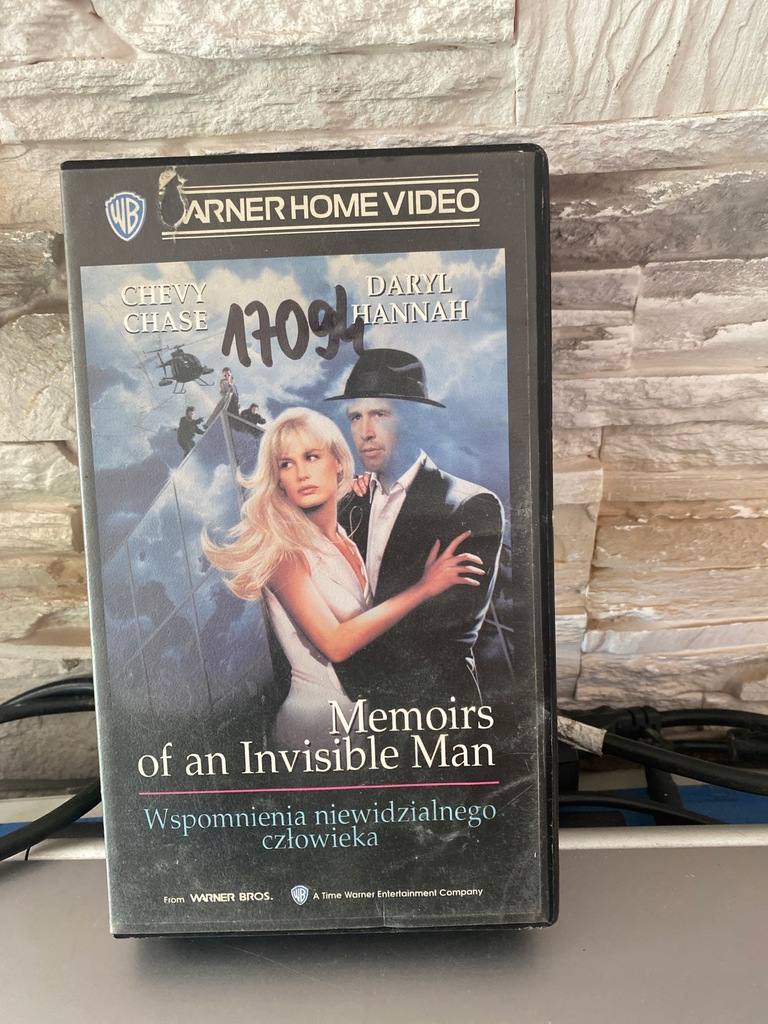 WB
ARNER HOME VIDEO
CHEVY CHASE
DARYL HANNAH
17094
Memoirs
of an Invisible Man
Wspomnienia niewidzialnego
człowieka
From WARNER BROS. WB A Time Warner Entertainment Company